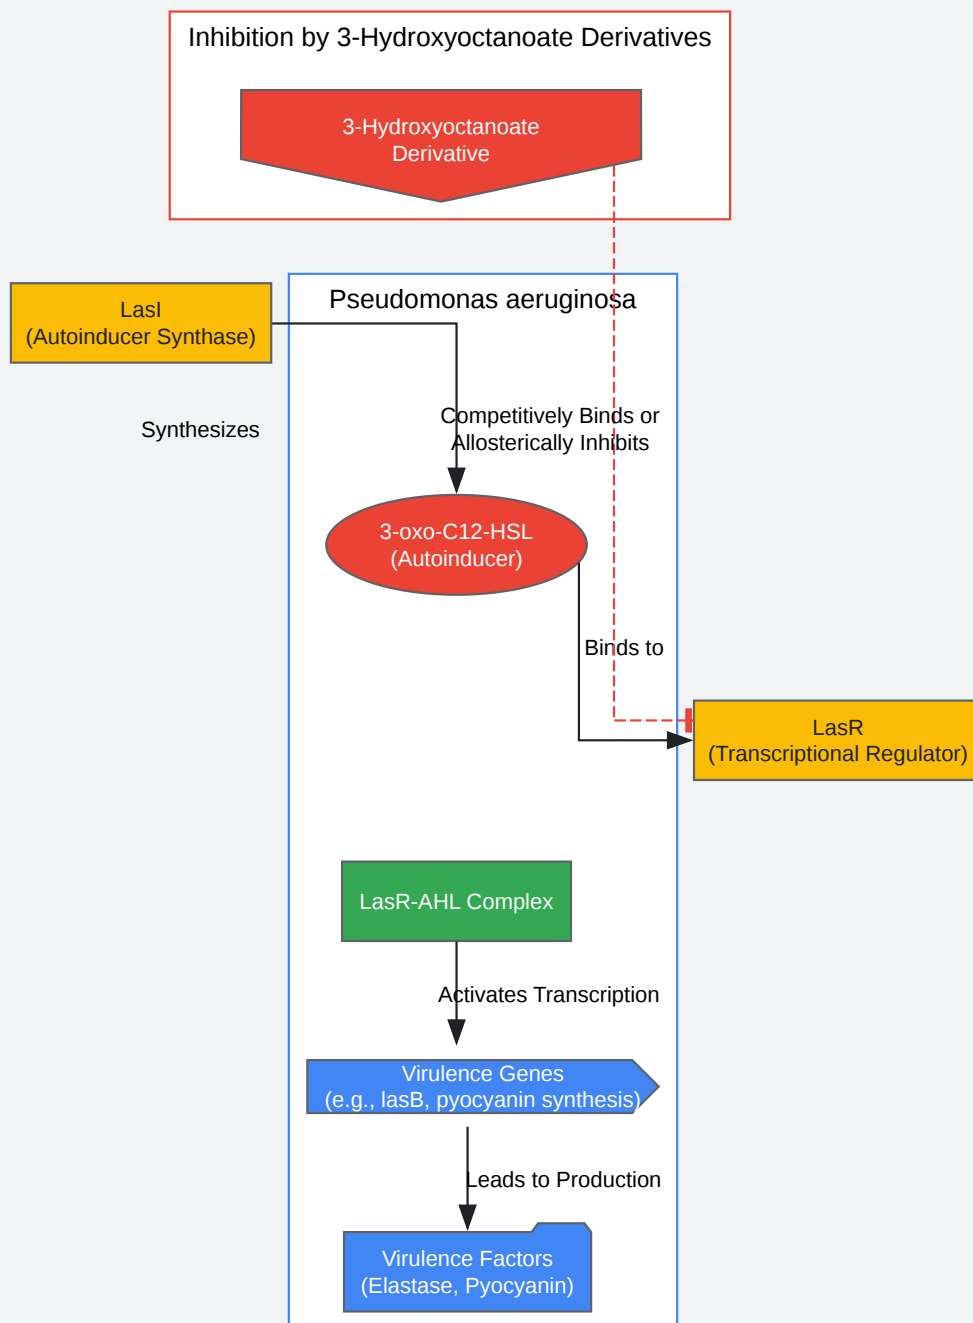 Inhibition by 3-Hydroxyoctanoate Derivatives
3-Hydroxyoctanoate
Derivative
Pseudomonas aeruginosa
LasI
(Autoinducer Synthase)
Synthesizes
Competitively Binds or
Allosterically Inhibits
3-oxo-C12-HSL
(Autoinducer)
Binds to
LasR
(Transcriptional Regulator)
LasR-AHL Complex
Activates Transcription
Virulence Genes
(e.g., lasB, pyocyanin synthesis)
Leads to Production
Virulence Factors
(Elastase, Pyocyanin)